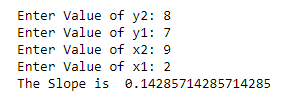 Enter Value of y2: 8
Enter Value of y1: 7
Enter Value of x2: 9
Enter Value of x1: 2
The Slope is  0.14285714285714285